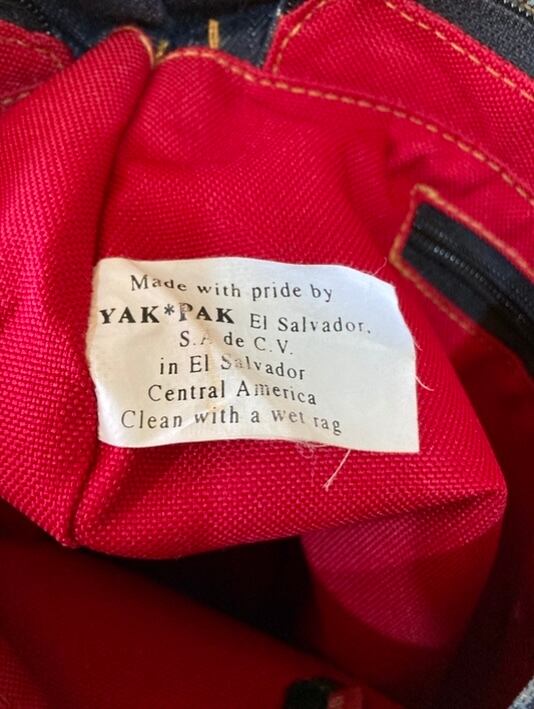 Made with pride by
YAK*PAK El Salvador,
S.A de C.V.
in El Salvador
Central America
Clean with a wet rag